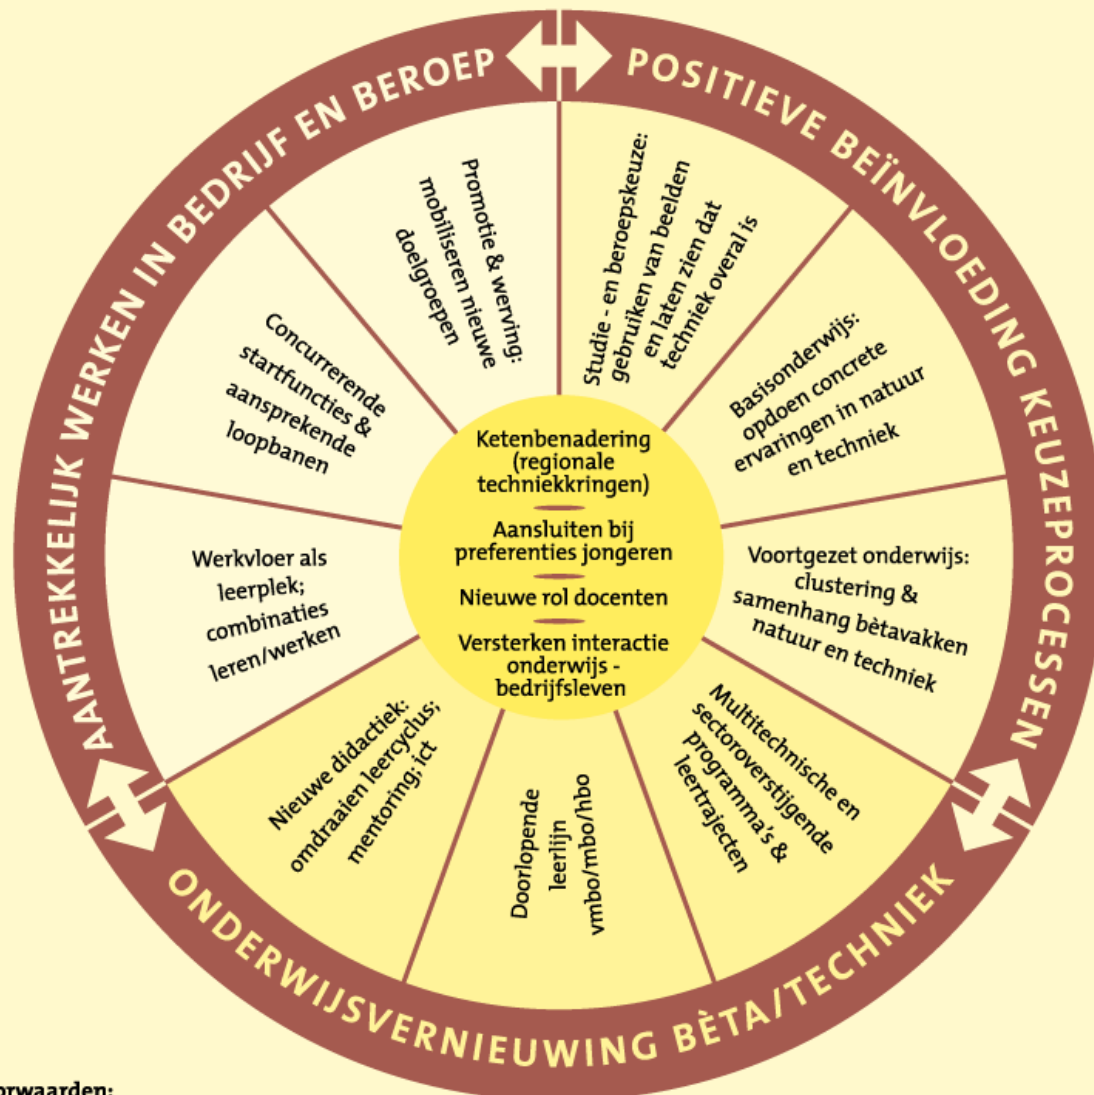 AANTREKKELIJK WERKEN IN BEDRIJF EN BEROEP
POSITIEVE BEÏNVLOEDING KEUZEPROCESSEN
ONDERWIJSVERNIEUWING BÈTA/TECHNIEK
Promotie & werving:
mobiliseren nieuwe
doelgroepen
Studie - en beroepskeuze:
gebruiken van beelden
en laten zien dat
techniek overal is
Basisonderwijs:
opdoen concrete
ervaringen in natuur
en techniek
Voortgezet onderwijs:
clustering &
samenhang bètavakken
natuur en techniek
Multitechnische en
sectoroverstijgende
programma's &
leertrajecten
Doorlopende
leerlijn
vmbo/mbo/hbo
Nieuwe didactiek:
omdraaien leercyclus;
mentoring; ict
Werkvloer als
leerplek;
combinaties
leren/werken
Concurrerende
startfuncties &
aansprekende
loopbanen
Ketenbenadering
(regionale
techniekkringen)
Aansluiten bij
preferenties jongeren
Nieuwe rol docenten
Versterken interactie
onderwijs -
bedrijfsleven